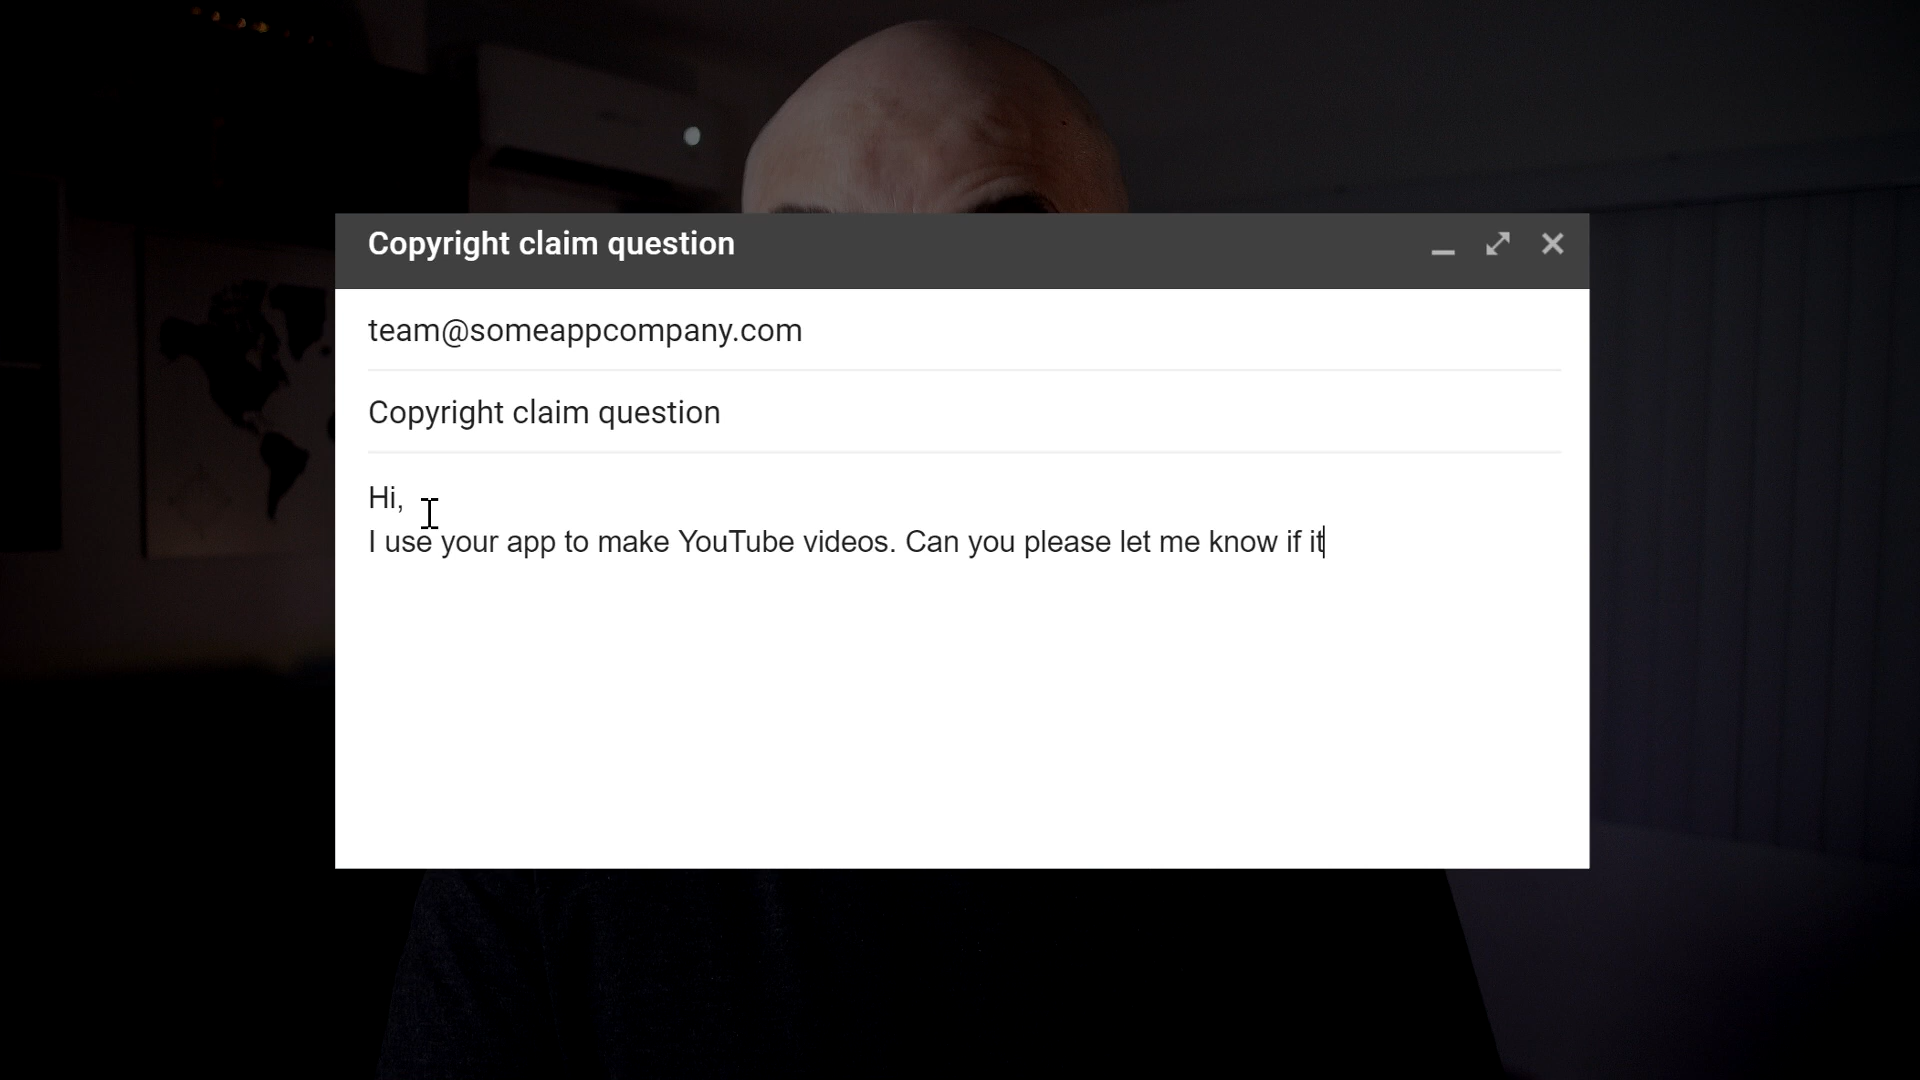 Copyright claim question
team@someappcompany.com
Copyright claim question
Hi,
I use your app to make YouTube videos. Can you please let me know if it